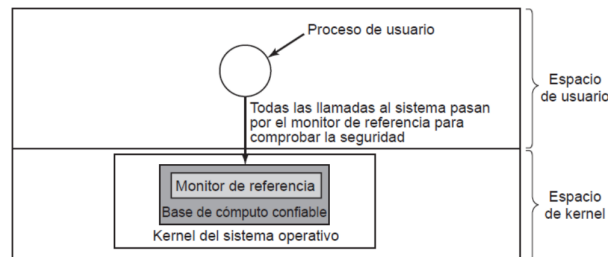 Proceso de usuario
Todas las llamadas al sistema pasan
por el monitor de referencia para
comprobar la seguridad
Espacio
de usuario
Monitor de referencia
Base de cómputo confiable
Kernel del sistema operativo
Espacio
de kernel